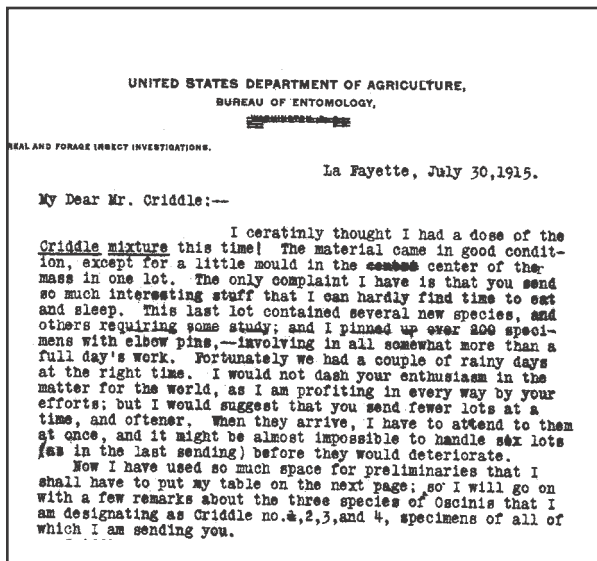 UNITED STATES DEPARTMENT OF AGRICULTURE,
BUREAU OF ENTOMOLOGY,
REAL AND FORAGE INSECT INVESTIGATIONS.
La Fayette, July 30,1915.
My Dear Mr. Criddle:--
I ceratinly thought I had a dose of the
Criddle mixture this time! The material came in good condit-
ion, except for a little mould in the center of the
mass in one lot. The only complaint I have is that you send
so much interesting stuff that I can hardly find time to eat
and sleep. This last lot contained several new species, and
others requiring some study; and I pinned up over 200 speci-
mens with elbow pins,--involving in all somewhat more than a
full day's work. Fortunately we had a couple of rainy days
at the right time. I would not dash your enthusiasm in the
matter for the world, as I am profiting in every way by your
efforts; but I would suggest that you send fewer lots at a
time, and oftener. When they arrive, I have to attend to them
at once, and it might be almost impossible to handle six lots
(as in the last sending) before they would deteriorate.
Now I have used so much space for preliminaries that I
shall have to put my table on the next page; so I will go on
with a few remarks about the three species of Oscinis that I
am designating as Criddle no. ,2,3,and 4, specimens of all of
which I am sending you.